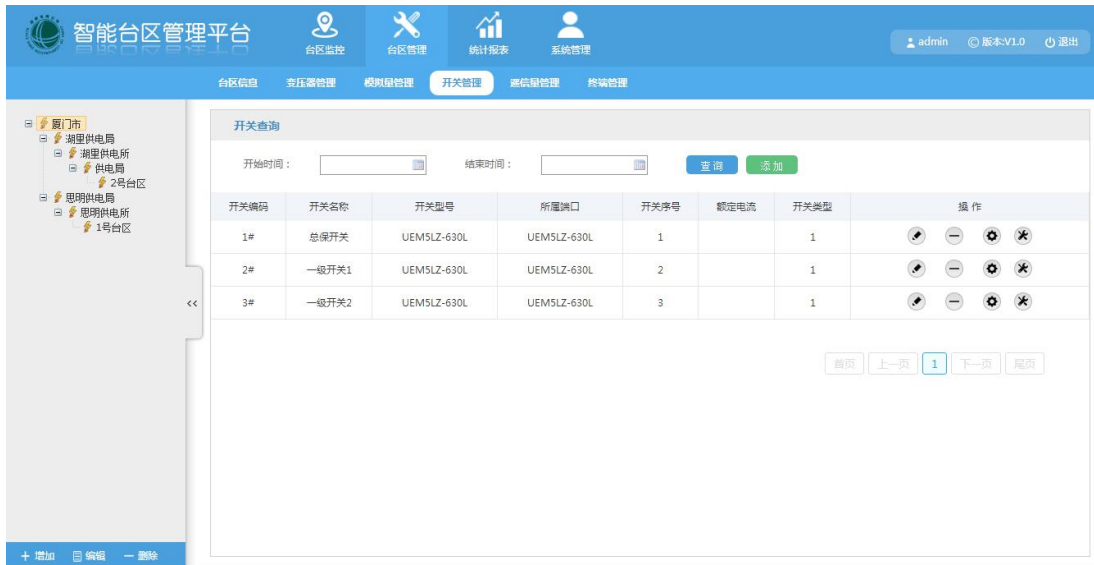 智能台区管理平台
台区监控 台区管理 统计报表 系统管理
admin ©版本:V1.0 退出
台区信息 变压器管理 模拟量管理 开关管理 遥信量管理 终端管理
厦门市
湖里供电局
湖里供电所
供电局
2号台区
思明供电局
思明供电所
1号台区
<<
+ 增加 编辑 — 删除
开关查询
开始时间： 结束时间： 查询 添加
开关编码 开关名称 开关型号 所属端口 开关序号 额定电流 开关类型 操作
1# 总保开关 UEM5LZ-630L UEM5LZ-630L 1 1
2# 一级开关1 UEM5LZ-630L UEM5LZ-630L 2 1
3# 一级开关2 UEM5LZ-630L UEM5LZ-630L 3 1
首页 上一页 1 下一页 尾页